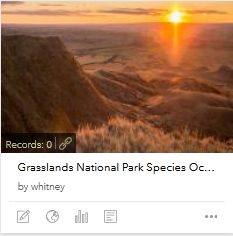 Records: 0
Grasslands National Park Species Oc...
by whitney